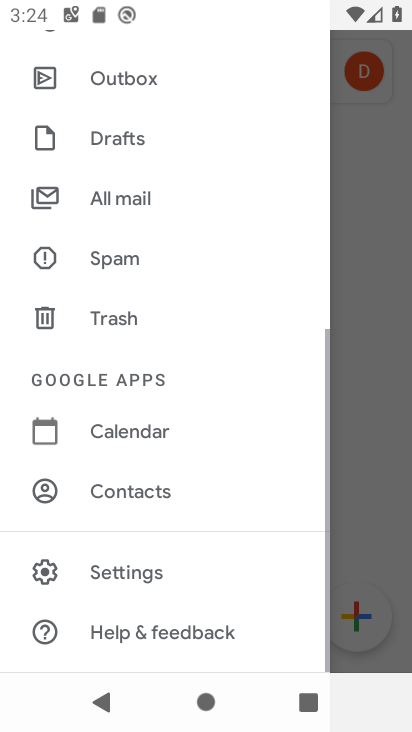 3:24
D
Outbox
Drafts
All mail
Spam
Trash
GOOGLE APPS
Calendar
Contacts
Settings
Help & feedback